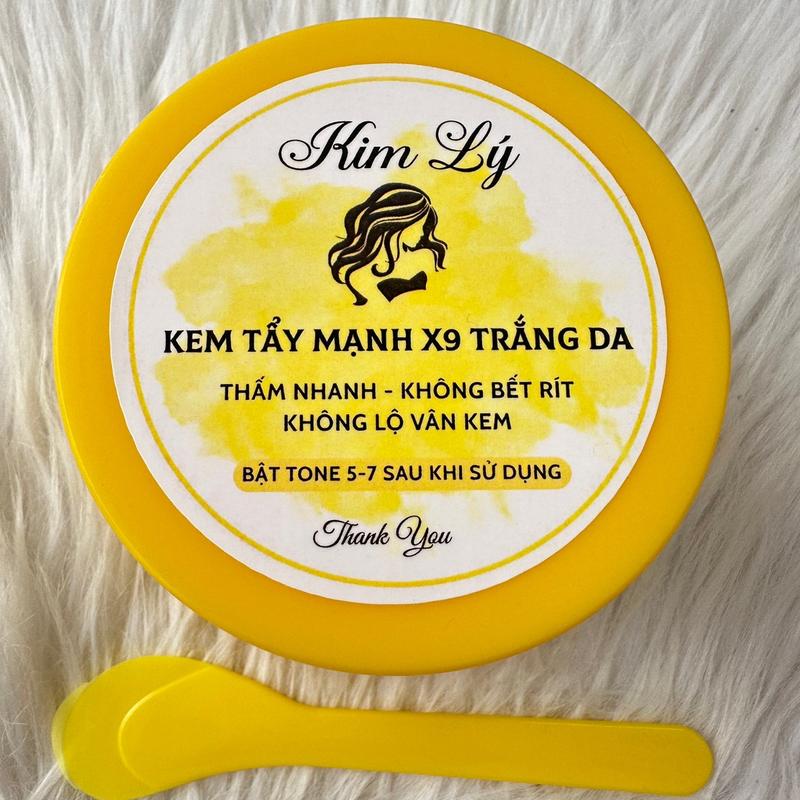 Kim Lý
KEM TẨY MẠNH X9 TRẮNG DA
THẤM NHANH - KHÔNG BẾT RÍT
KHÔNG LỘ VÂN KEM
BẬT TONE 5-7 SAU KHI SỬ DỤNG
Thank You